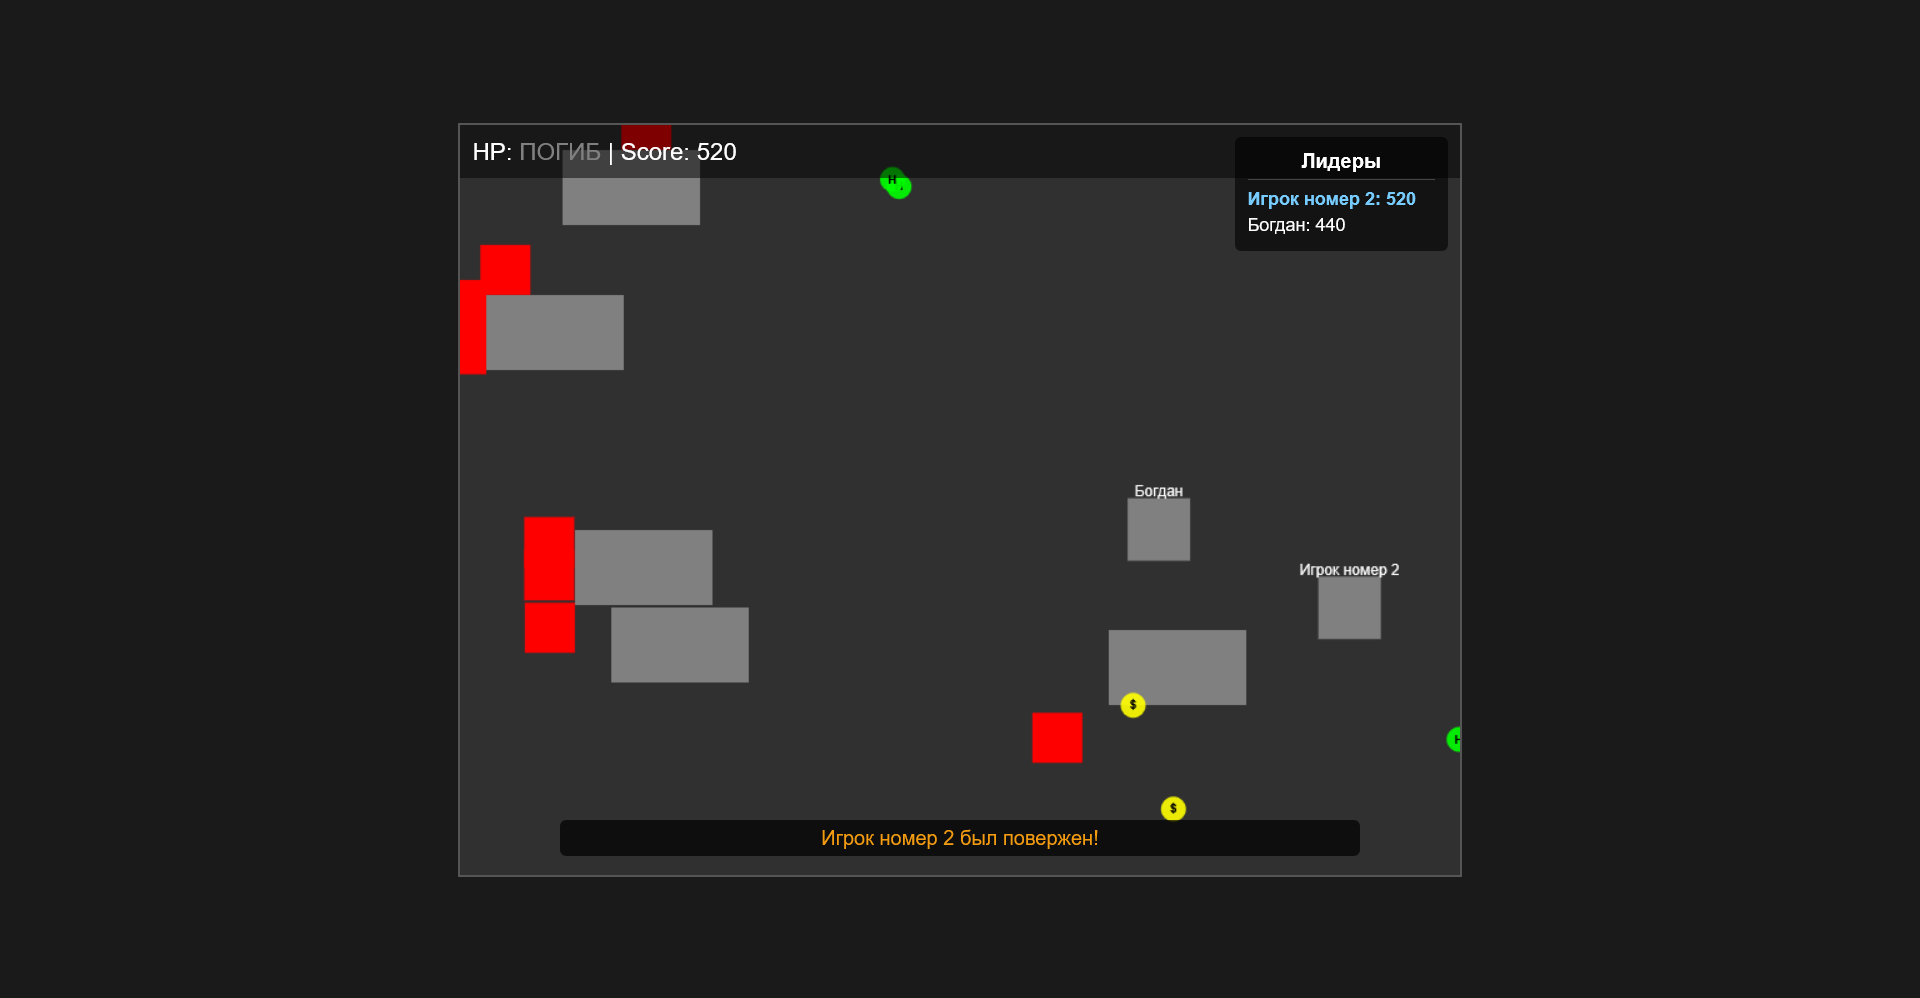 HP: ПОГИБ | Score: 520
Лидеры
Игрок номер 2: 520
Богдан: 440
H
Богдан
Игрок номер 2
$
H
$
Игрок номер 2 был повержен!